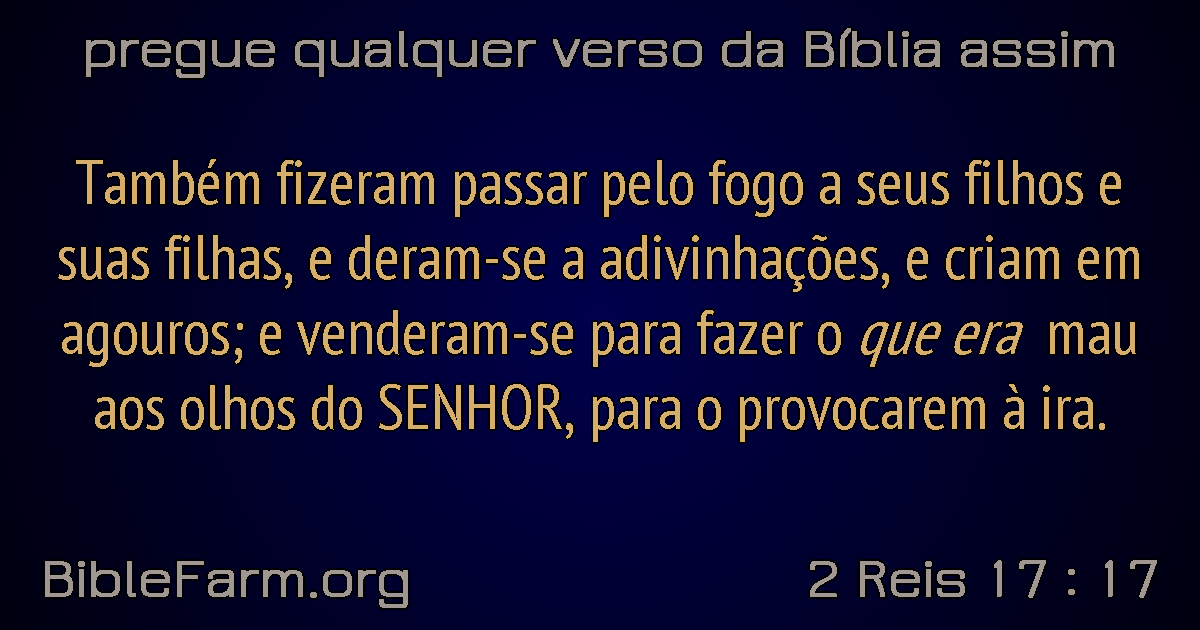 pregue qualquer verso da Bíblia assim
Também fizeram passar pelo fogo a seus filhos e
suas filhas, e deram-se a adivinhações, e criam em
agouros; e venderam-se para fazer o que era mau
aos olhos do SENHOR, para o provocarem à ira.
BibleFarm.org
2 Reis 17 : 17